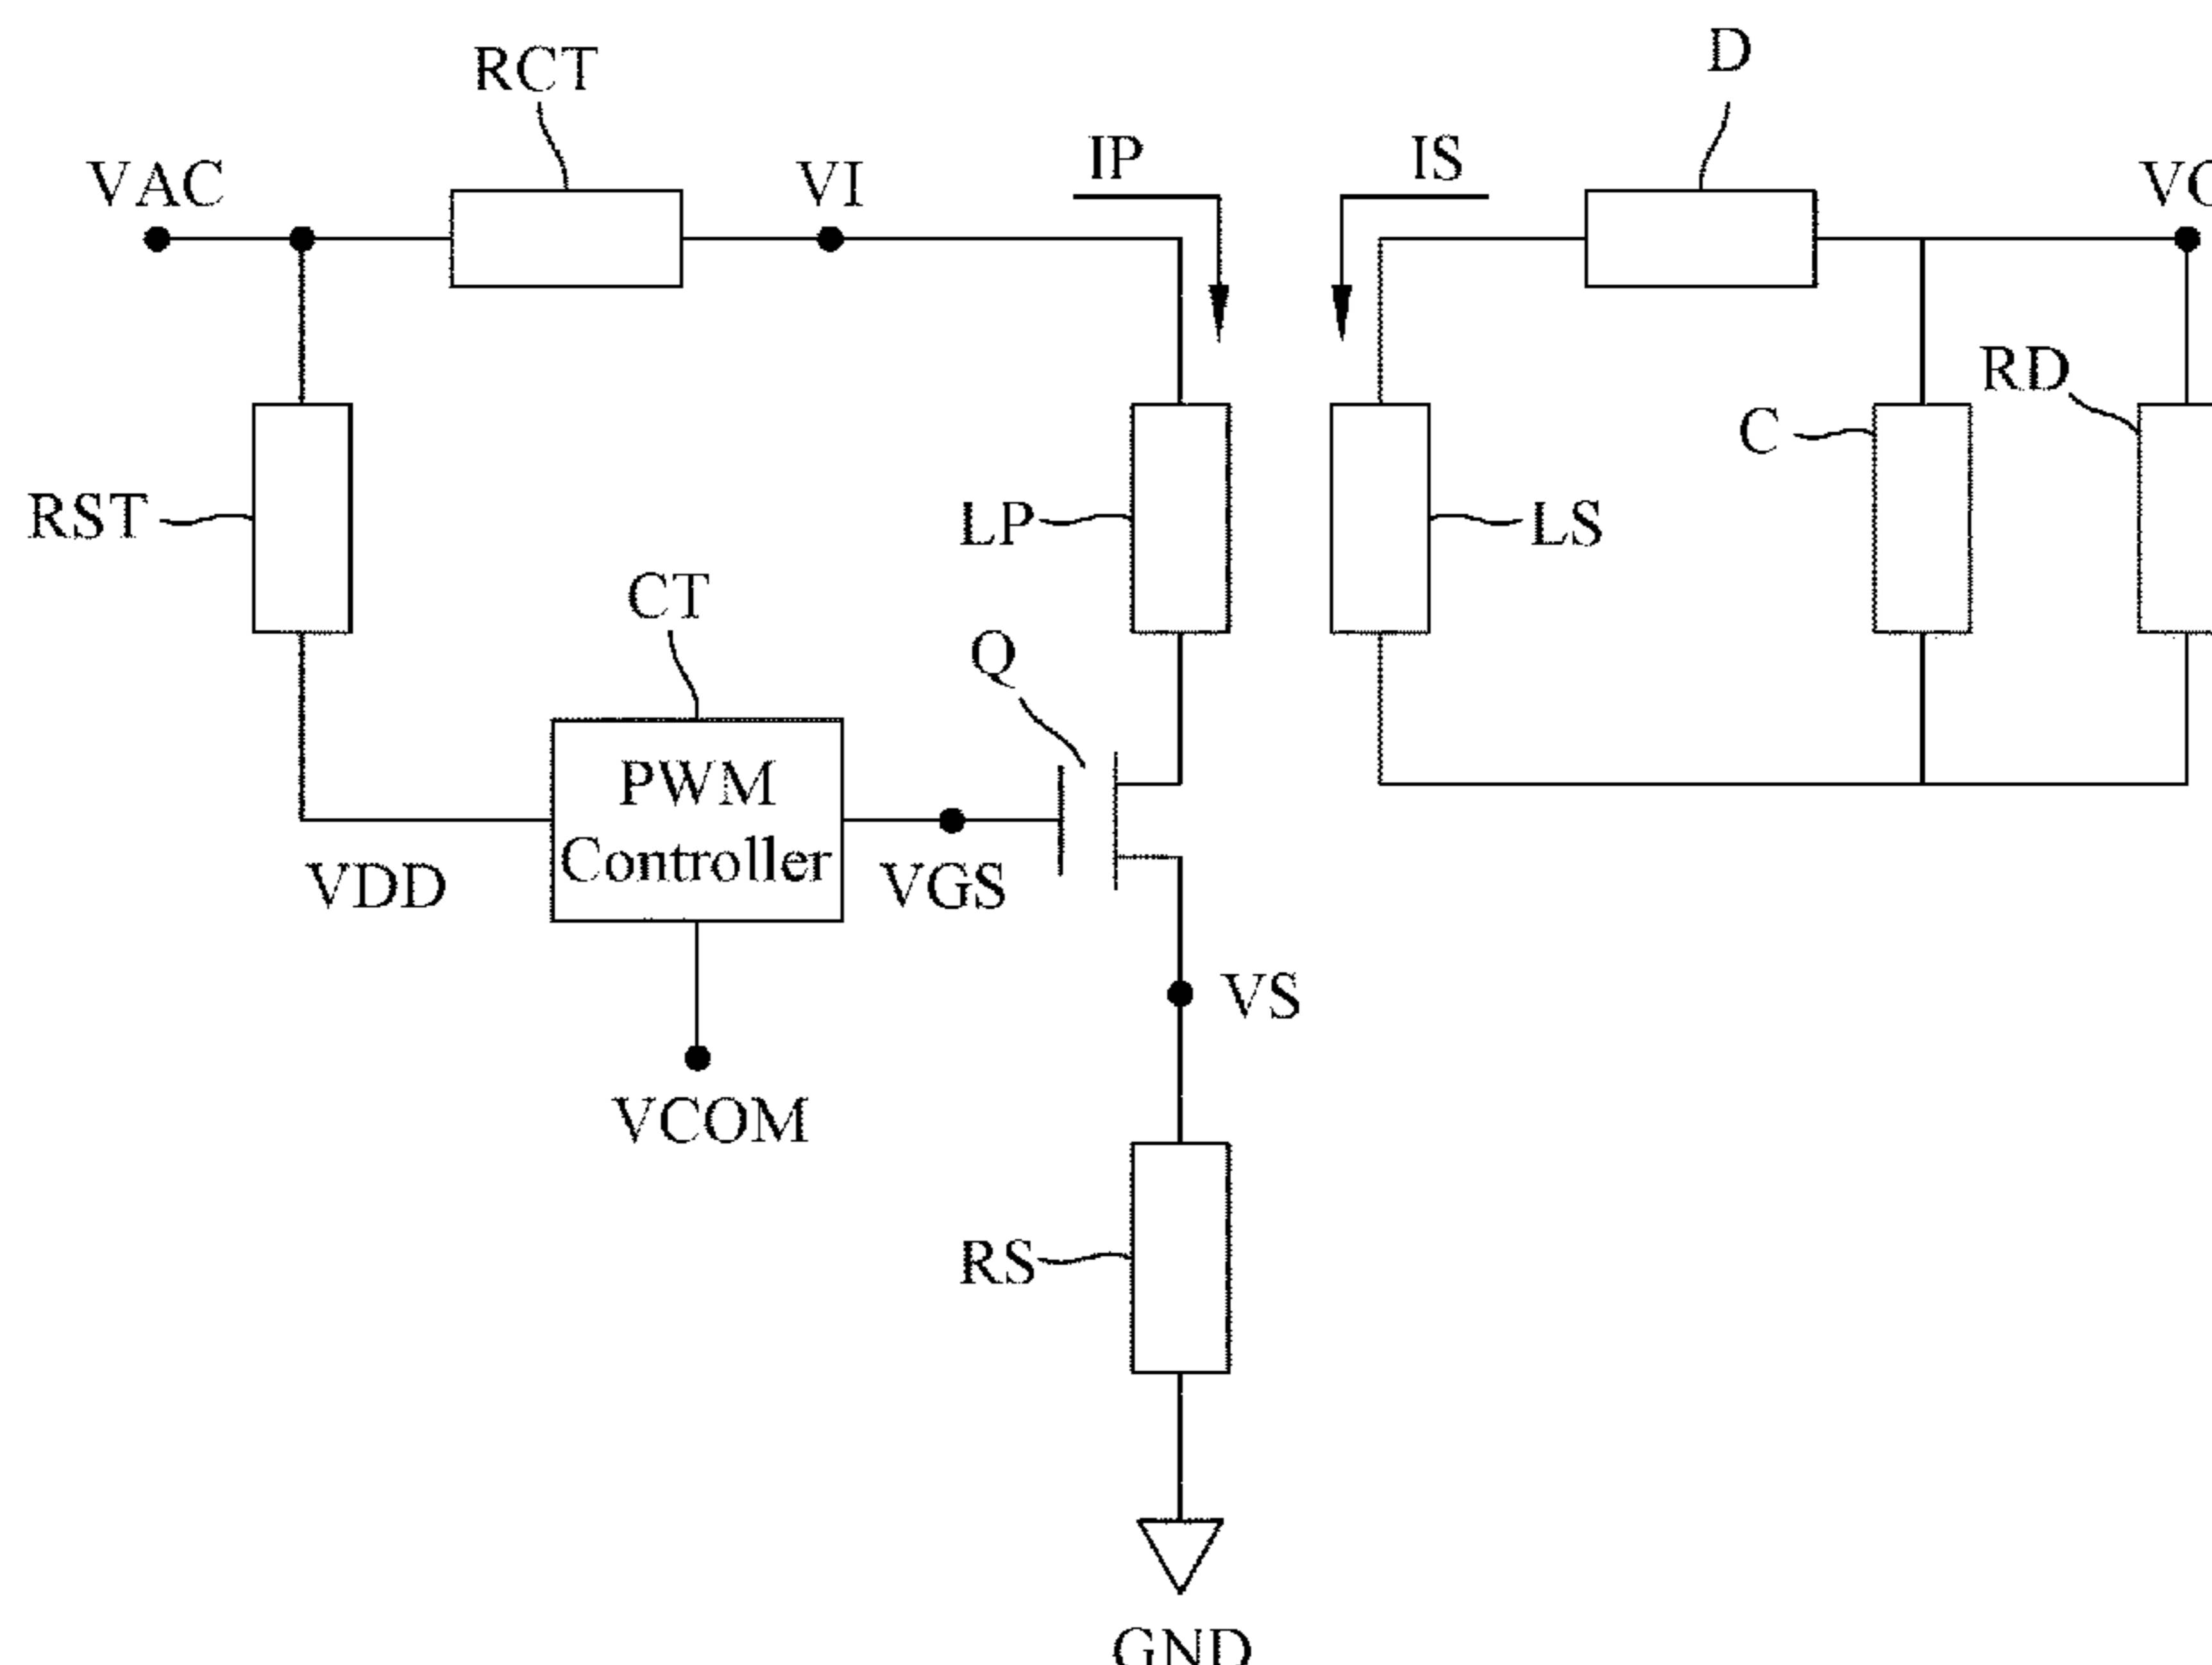 D
RCT
IP
IS
VAC
VI
RD
C
RST
LP
LS
CT
Q
PWM
Controller
VDD
VGS
VS
VCOM
RS
GND